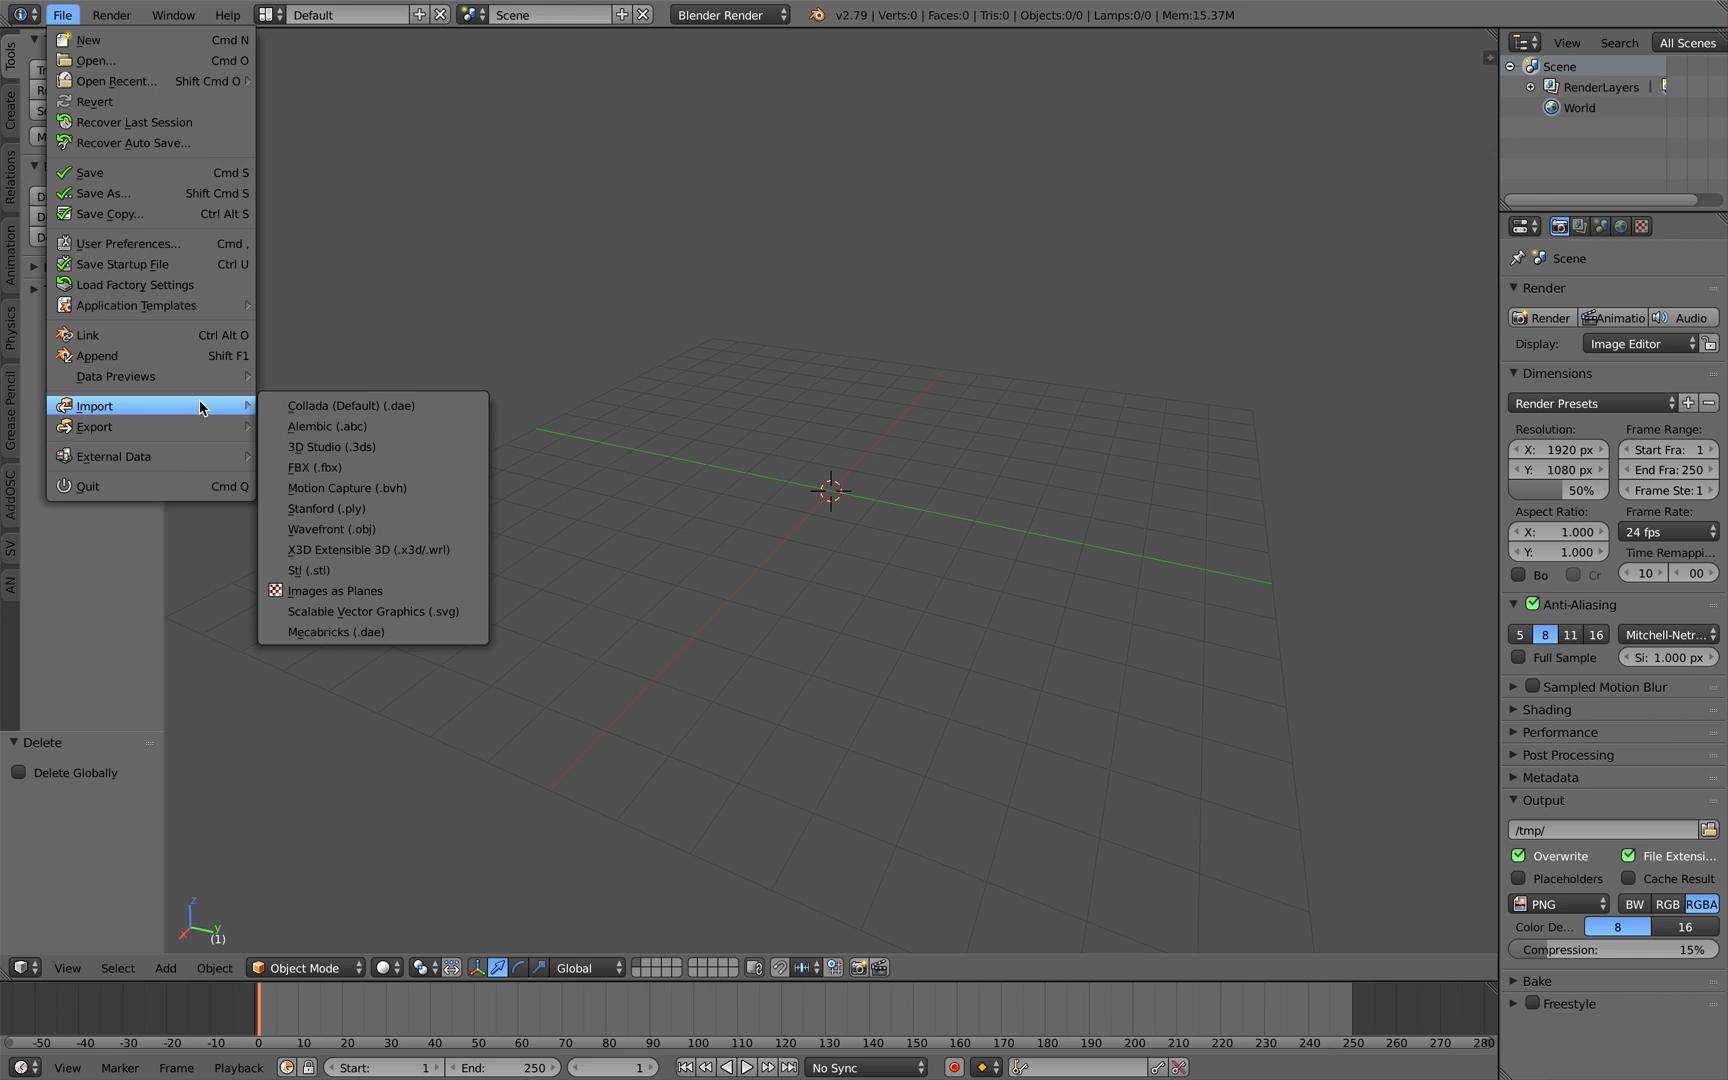 File Render Window Help Default Scene Blender Render v2.79 | Verts:0 | Faces:0 | Tris:0 | Objects:0/0 | Lamps:0/0 | Mem:15.37M
New Cmd N
Open... Cmd O
Open Recent... Shift Cmd O
Revert
Recover Last Session
Recover Auto Save...
Save Cmd S
Save As... Shift Cmd S
Save Copy... Ctrl Alt S
User Preferences... Cmd ,
Save Startup File Ctrl U
Load Factory Settings
Application Templates
Link Ctrl Alt O
Append Shift F1
Data Previews
Import
Export
External Data
Quit Cmd Q
Collada (Default) (.dae)
Alembic (.abc)
3D Studio (.3ds)
FBX (.fbx)
Motion Capture (.bvh)
Stanford (.ply)
Wavefront (.obj)
X3D Extensible 3D (.x3d/.wrl)
Stl (.stl)
Images as Planes
Scalable Vector Graphics (.svg)
Mecabricks (.dae)
Tools
Create
Relations
Animation
Physics
Grease Pencil
AddOSC
SV
AN
Delete
Delete Globally
z
y
(1)
View Select Add Object Object Mode Global
-50 -40 -30 -20 -10 0 10 20 30 40 50 60 70 80 90 100 110 120 130 140 150 160 170 180 190 200 210 220 230 240 250 260 270 280
View Marker Frame Playback Start: 1 End: 250 1 No Sync
View Search All Scenes
Scene
RenderLayers |
World
Scene
Render
Render Animatio Audio
Display: Image Editor
Dimensions
Render Presets
Resolution: Frame Range:
X: 1920 px Start Fra: 1
Y: 1080 px End Fra: 250
50% Frame Ste: 1
Aspect Ratio: Frame Rate:
X: 1.000 24 fps
Y: 1.000 Time Remappi...
Bo Cr 10 00
Anti-Aliasing
5 8 11 16 Mitchell-Netr...
Full Sample Si: 1.000 px
Sampled Motion Blur
Shading
Performance
Post Processing
Metadata
Output
/tmp/
Overwrite File Extensi...
Placeholders Cache Result
PNG BW RGB RGBA
Color De... 8 16
Compression: 15%
Bake
Freestyle